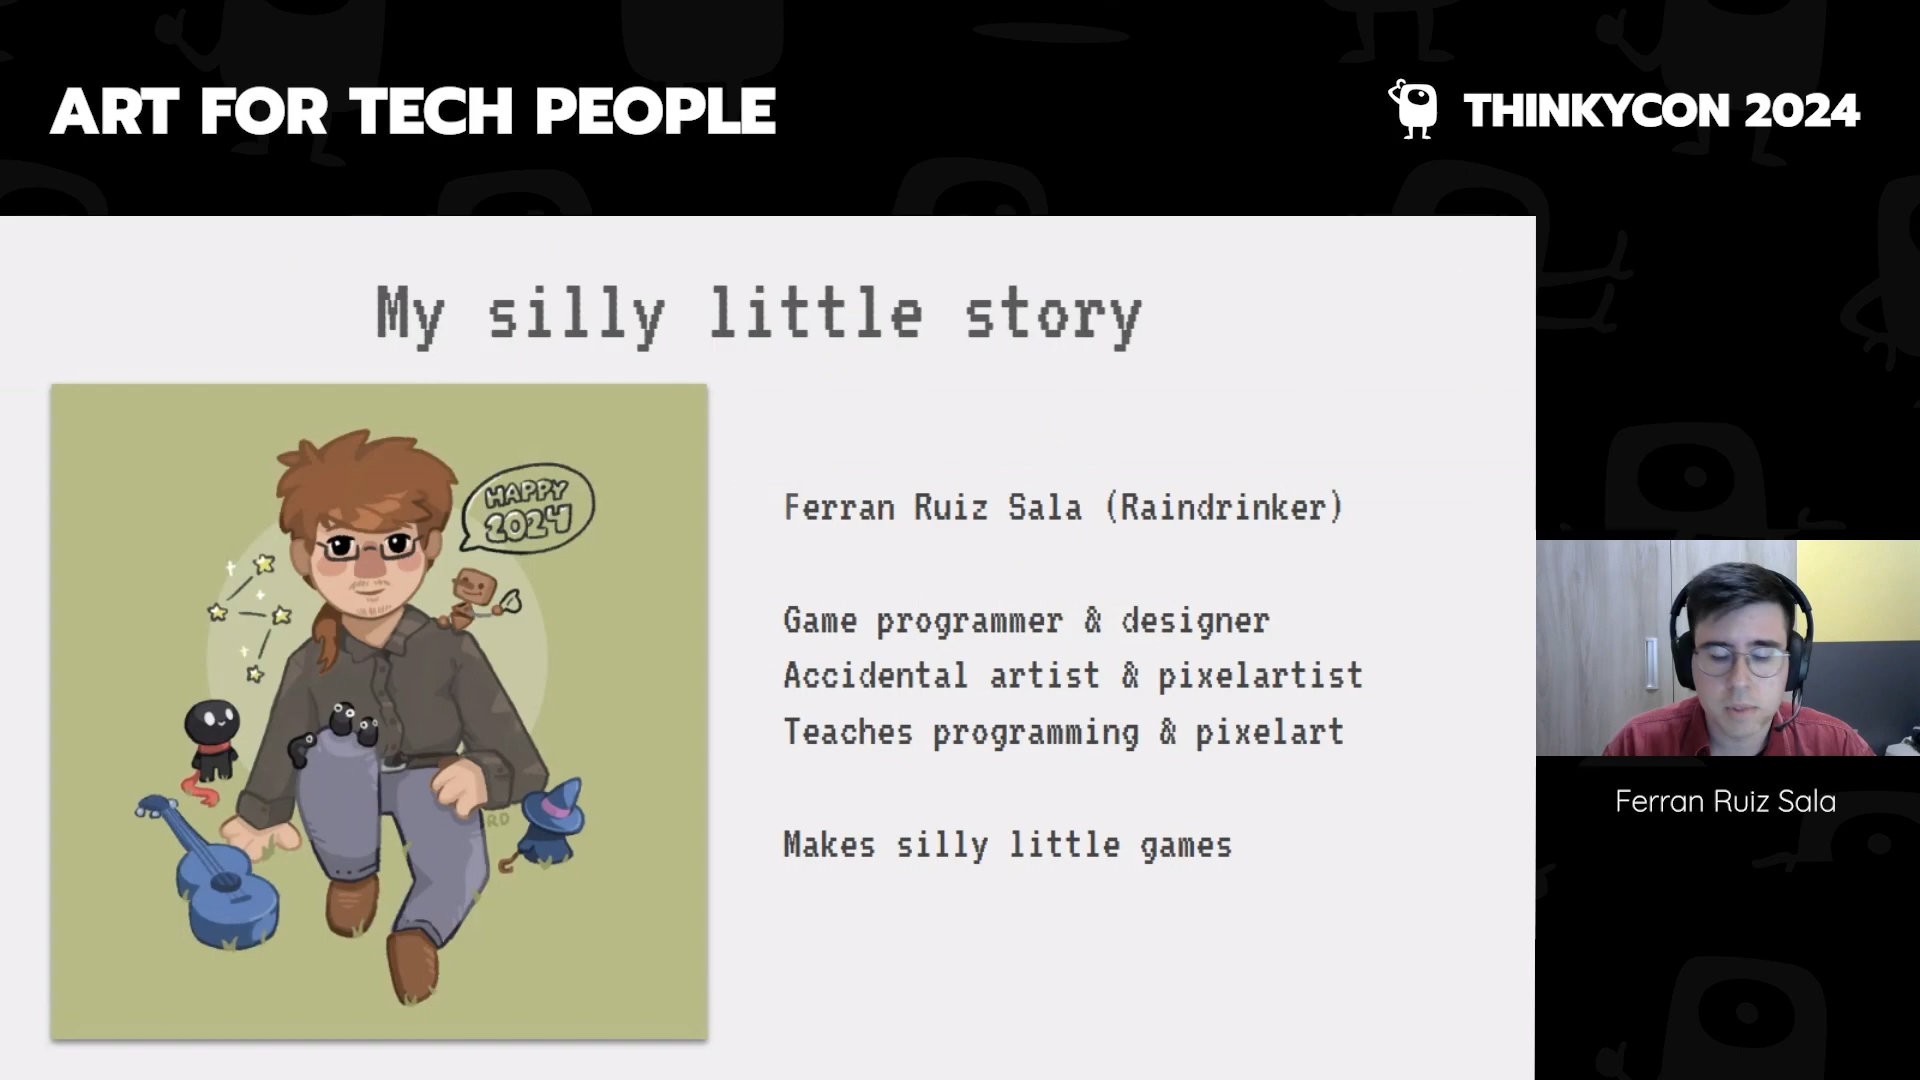 ART FOR TECH PEOPLE
THINKYCON 2024
My silly little story
HAPPY
2024
Ferran Ruiz Sala (Raindrinker)
Game programmer & designer
Accidental artist & pixelartist
Teaches programming & pixelart
Makes silly little games
RD
Ferran Ruiz Sala